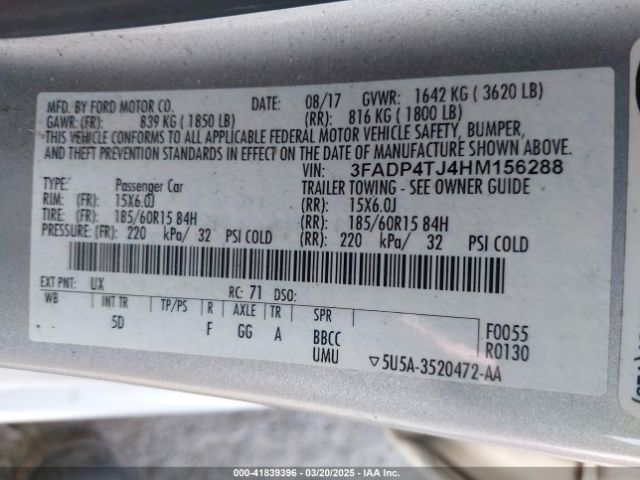 MFD. BY FORD MOTOR CO. DATE: 08/17 GVWR: 1642 KG ( 3620 LB)
GAWR: (FR): 839 KG ( 1850 LB) (RR): 816 KG ( 1800 LB)
THIS VEHICLE CONFORMS TO ALL APPLICABLE FEDERAL MOTOR VEHICLE SAFETY, BUMPER,
AND THEFT PREVENTION STANDARDS IN EFFECT ON THE DATE OF MANUFACTURE SHOWN ABOVE.
VIN: 3FADP4TJ4HM156288
TYPE: Passenger Car TRAILER TOWING - SEE OWNER GUIDE
RIM: (FR): 15X6.0J (RR): 15X6.0J
TIRE: (FR): 185/60R15 84H (RR): 185/60R15 84H
PRESSURE: (FR): 220 kPa/ 32 PSI COLD (RR): 220 kPa/ 32 PSI COLD
EXT PNT: UX RC: 71 DSO:
WB INT TR TP/PS R AXLE TR SPR
5D F GG A BBCC F0055
UMU R0130
▽5U5A-3520472-AA
000-41839396 - 03/20/2025 - IAA Inc.